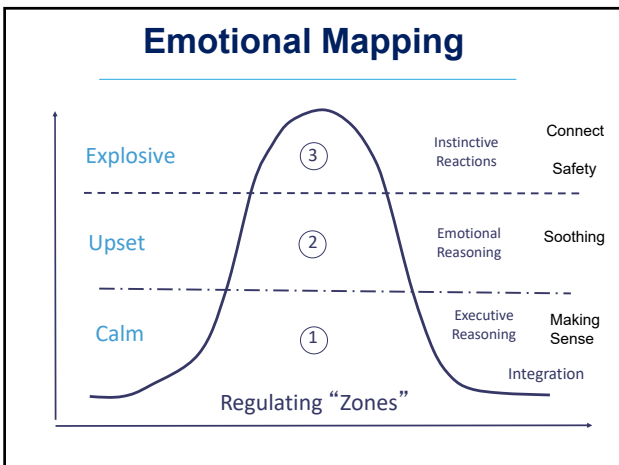 Emotional Mapping
Explosive
3
Instinctive
Reactions
Connect
Safety
Upset
2
Emotional
Reasoning
Soothing
Calm
1
Executive
Reasoning
Making
Sense
Integration
Regulating “Zones”